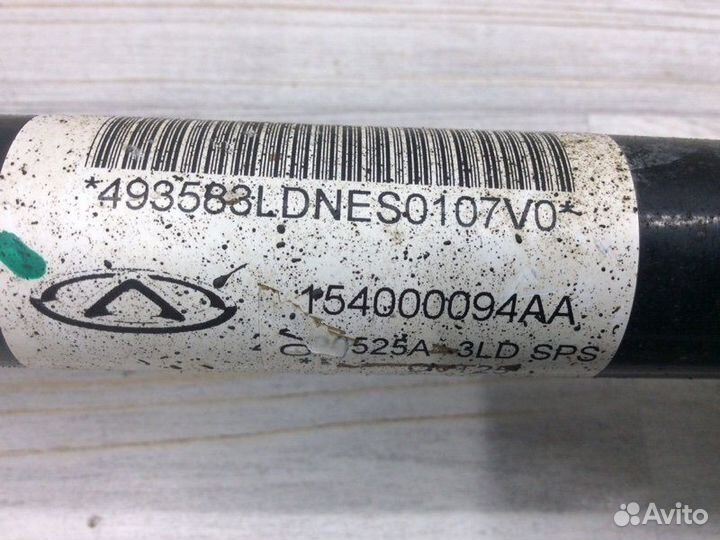 *493583LDNES0107V0*
154000094AA
525A 3LD SPS
Avito